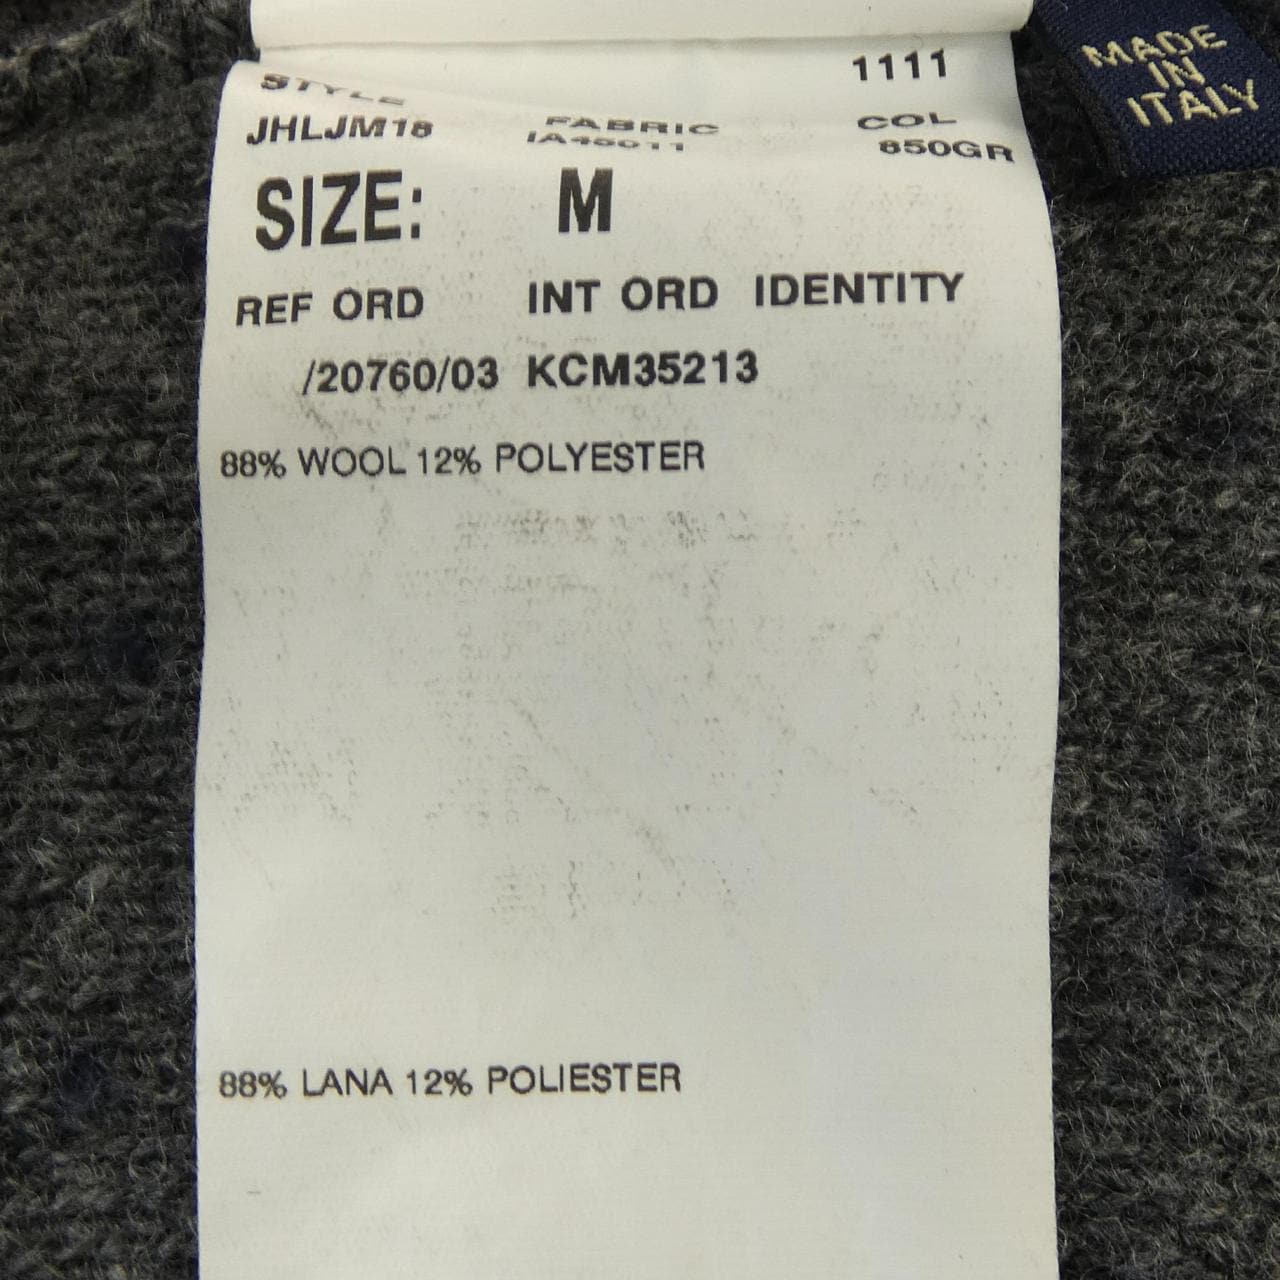 1111
STYLE FABRIC COL
JHLJM18 IA45011 850GR
SIZE: M
REF ORD INT ORD IDENTITY
/20760/03 KCM35213
88% WOOL 12% POLYESTER
88% LANA 12% POLIESTER
MADE
IN
ITALY